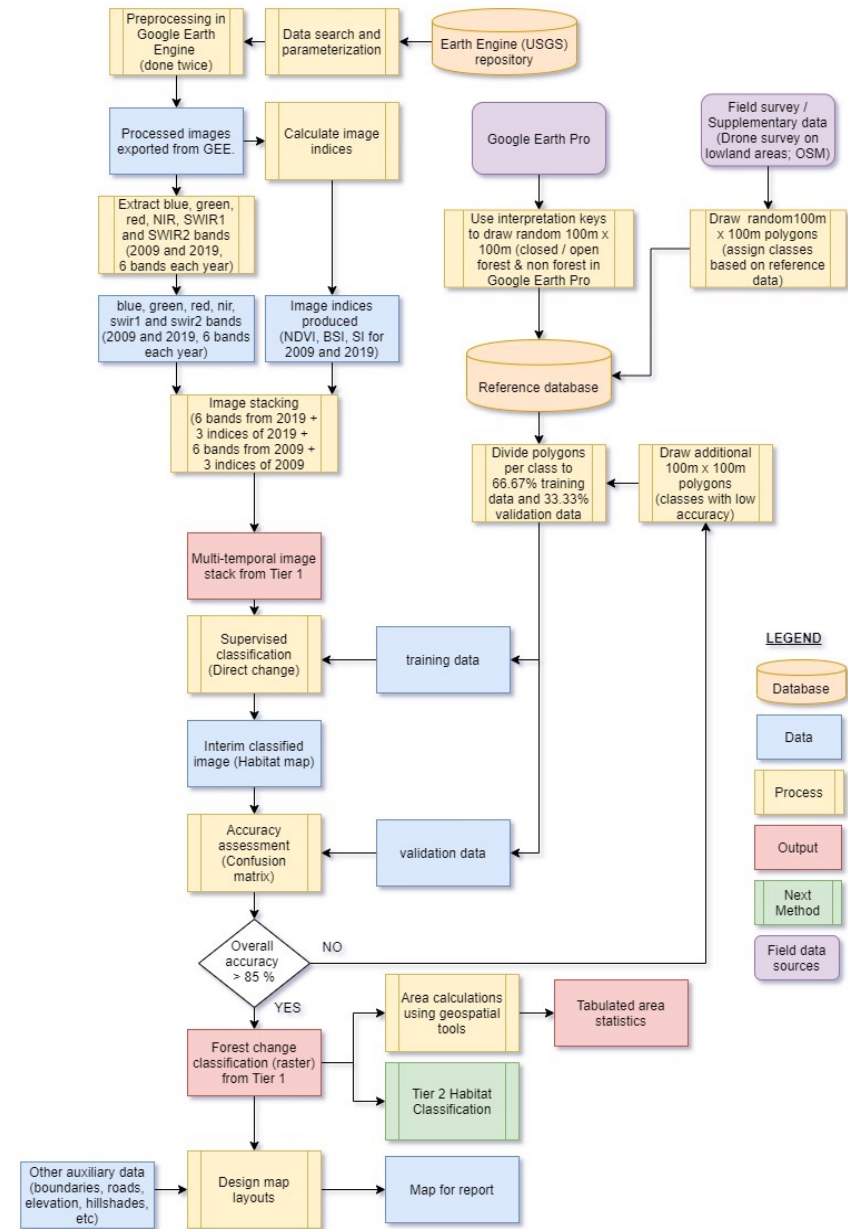 Preprocessing in
Google Earth
Engine
(done twice)
Data search and
parameterization
Earth Engine (USGS)
repository
Processed images
exported from GEE.
Calculate image
indices
Google Earth Pro
Field survey /
Supplementary data
(Drone survey on
lowland areas; OSM)
Extract blue, green,
red, NIR, SWIR1
and SWIR2 bands
(2009 and 2019,
6 bands each year)
Use interpretation keys
to draw random 100m x
100m (closed / open
forest & non forest in
Google Earth Pro
Draw random100m
x 100m polygons
(assign classes
based on reference
data)
blue, green, red, nir,
swir1 and swir2 bands
(2009 and 2019, 6 bands
each year)
Image indices
produced
(NDVI, BSI, SI for
2009 and 2019)
Reference database
Image stacking
(6 bands from 2019 +
3 indices of 2019 +
6 bands from 2009 +
3 indices of 2009
Divide polygons
per class to
66.67% training
data and 33.33%
validation data
Draw additional
100m x 100m
polygons
(classes with low
accuracy)
Multi-temporal image
stack from Tier 1
Supervised
classification
(Direct change)
training data
Interim classified
image (Habitat map)
Accuracy
assessment
(Confusion
matrix)
validation data
Overall
accuracy
> 85 %
NO
YES
Forest change
classification (raster)
from Tier 1
Area calculations
using geospatial
tools
Tabulated area
statistics
Tier 2 Habitat
Classification
Other auxiliary data
(boundaries, roads,
elevation, hillshades,
etc)
Design map
layouts
Map for report
LEGEND
Database
Data
Process
Output
Next
Method
Field data
sources